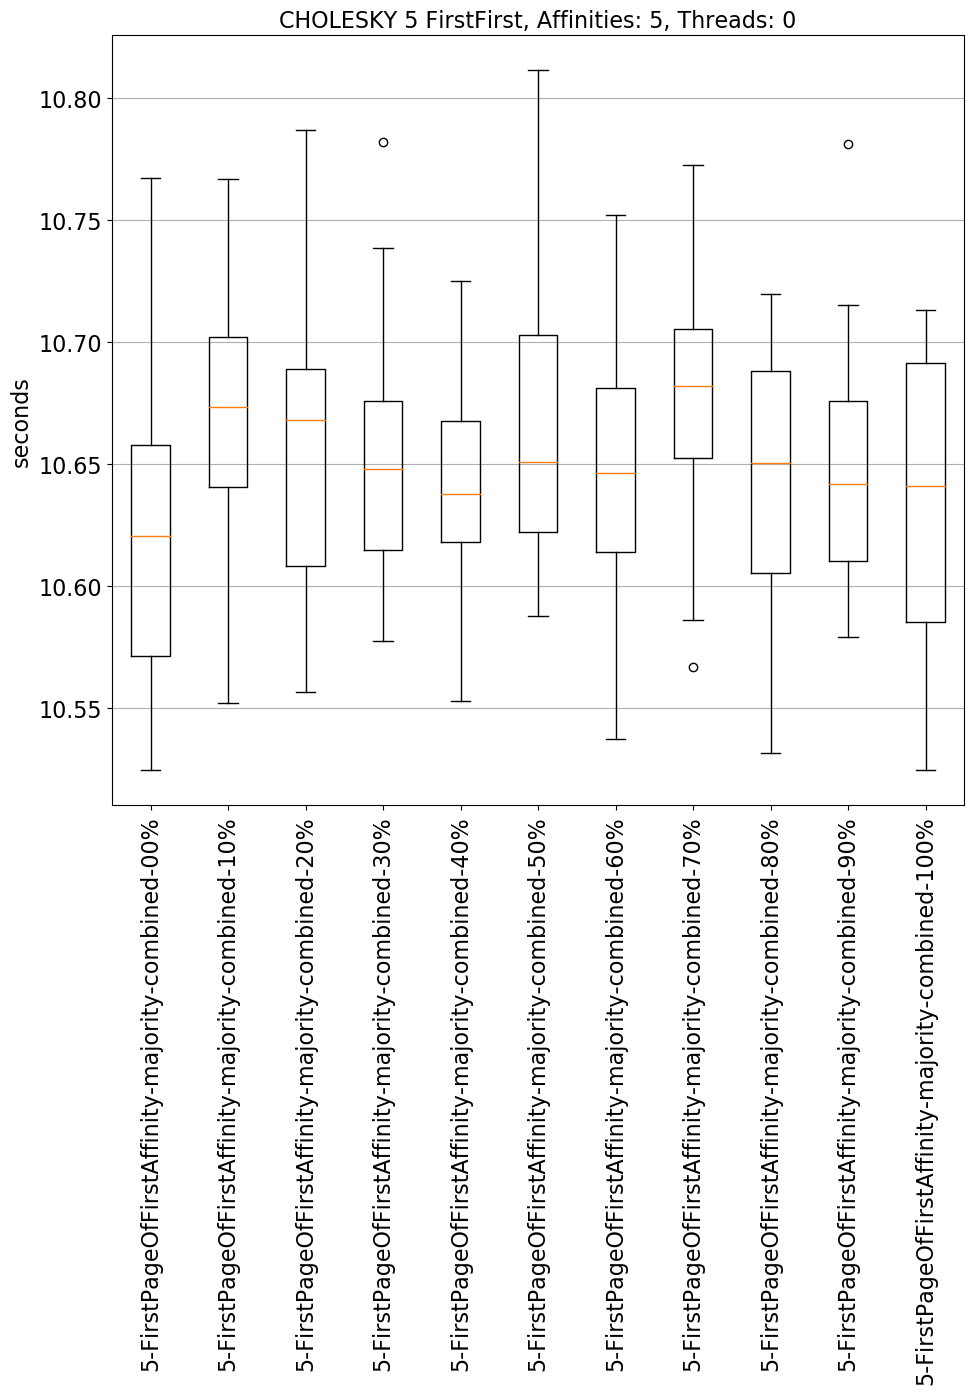 CHOLESKY 5 FirstFirst, Affinities: 5, Threads: 0
10.80
10.75
10.70
10.65
10.60
10.55
seconds
5-FirstPageOfFirstAffinity-majority-combined-00%
5-FirstPageOfFirstAffinity-majority-combined-10%
5-FirstPageOfFirstAffinity-majority-combined-20%
5-FirstPageOfFirstAffinity-majority-combined-30%
5-FirstPageOfFirstAffinity-majority-combined-40%
5-FirstPageOfFirstAffinity-majority-combined-50%
5-FirstPageOfFirstAffinity-majority-combined-60%
5-FirstPageOfFirstAffinity-majority-combined-70%
5-FirstPageOfFirstAffinity-majority-combined-80%
5-FirstPageOfFirstAffinity-majority-combined-90%
5-FirstPageOfFirstAffinity-majority-combined-100%